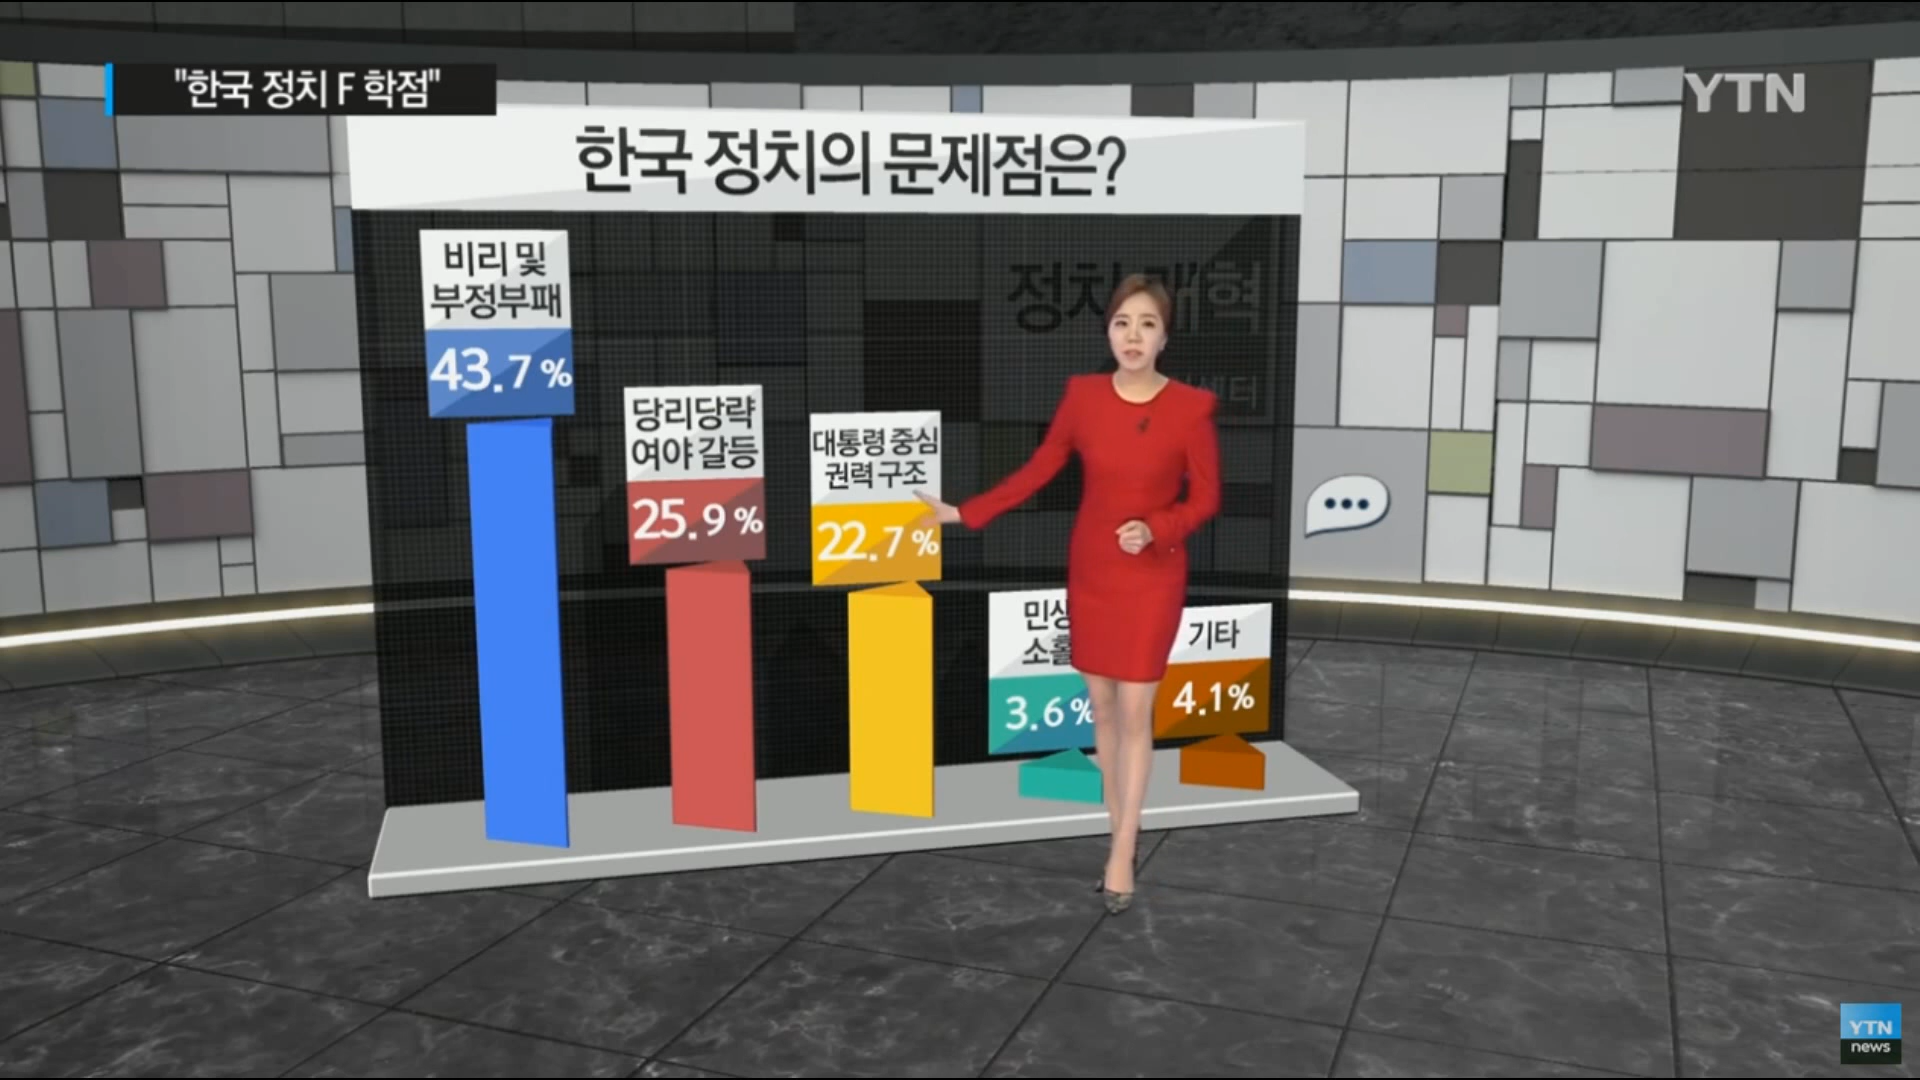 "한국 정치 F 학점"
YTN
한국 정치의 문제점은?
비리 및
부정부패
43.7%
당리당략
여야 갈등
25.9%
대통령 중심
권력 구조
22.7%
3.6%
기타
4.1%
정치
YTN
news